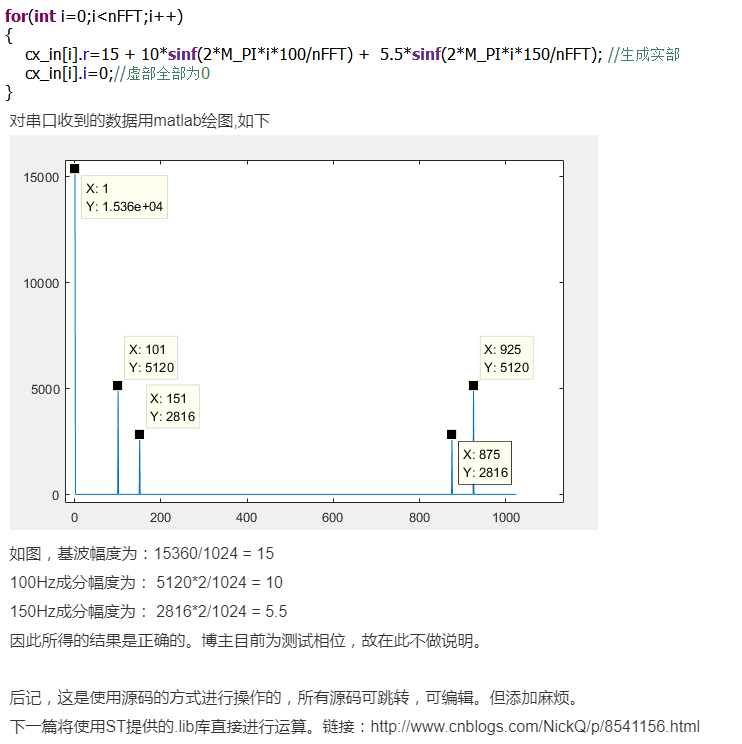 for(int i=0;i<nFFT;i++)
{
cx_in[i].r=15 + 10*sinf(2*M_PI*i*100/nFFT) + 5.5*sinf(2*M_PI*i*150/nFFT); //生成实部
cx_in[i].i=0;//虚部全部为0
}
对串口收到的数据用matlab绘图,如下
15000
10000
5000
0
X: 1
Y: 1.536e+04
X: 101
Y: 5120
X: 151
Y: 2816
X: 925
Y: 5120
X: 875
Y: 2816
0
200
400
600
800
1000
如图，基波幅度为：15360/1024 = 15
100Hz成分幅度为： 5120*2/1024 = 10
150Hz成分幅度为： 2816*2/1024 = 5.5
因此所得的结果是正确的。博主目前为测试相位，故在此不做说明。
后记，这是使用源码的方式进行操作的，所有源码可跳转，可编辑。但添加麻烦。
下一篇将使用ST提供的.lib库直接进行运算。链接：http://www.cnblogs.com/NickQ/p/8541156.html